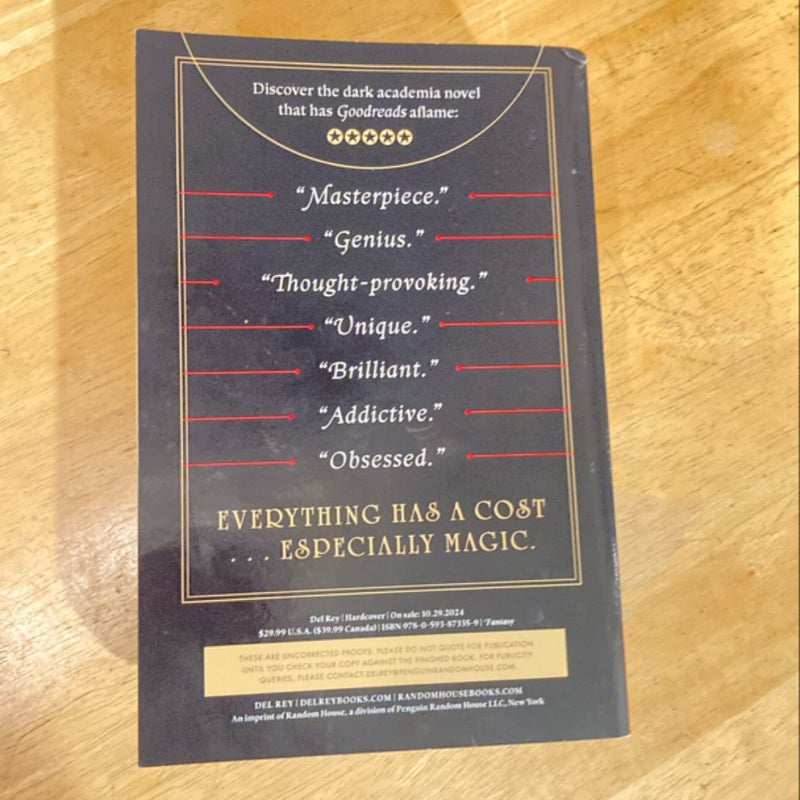 Discover the dark academia novel
that has Goodreads aflame:
“Masterpiece.”
“Genius.”
“Thought-provoking.”
“Unique.”
“Brilliant.”
“Addictive.”
“Obsessed.”
EVERYTHING HAS A COST
. . . ESPECIALLY MAGIC.
Del Rey | Hardcover | On sale: 10.29.2024
$29.99 U.S.A. ($39.99 Canada) | ISBN 978-0-593-87335-9 | Fantasy
THESE ARE UNCORRECTED PROOFS. PLEASE DO NOT QUOTE FOR PUBLICATION
UNTIL YOU CHECK YOUR COPY AGAINST THE FINISHED BOOK. FOR PUBLICITY
QUERIES, PLEASE CONTACT DELREY@PENGUINRANDOMHOUSE.COM.
DEL REY | DELREYBOOKS.COM | RANDOMHOUSEBOOKS.COM
An imprint of Random House, a division of Penguin Random House LLC, New York